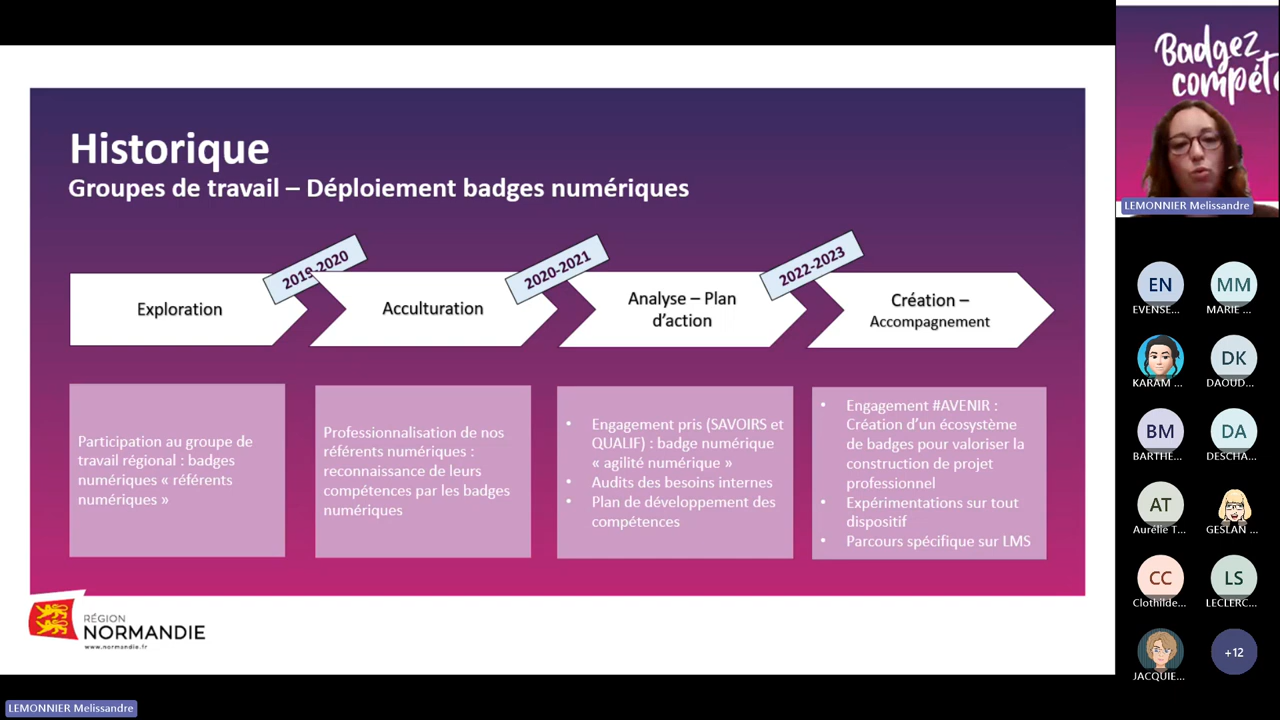 Historique
Groupes de travail – Déploiement badges numériques
2019-2020
2020-2021
2022-2023
Exploration
Acculturation
Analyse – Plan
d'action
Création –
Accompagnement
Participation au groupe de
travail régional : badges
numériques « référents
numériques »
Professionnalisation de nos
référents numériques :
reconnaissance de leurs
compétences par les badges
numériques
• Engagement pris (SAVOIRS et
QUALIF) : badge numérique
« agilité numérique »
• Audits des besoins internes
• Plan de développement des
compétences
• Engagement #AVENIR :
Création d'un écosystème
de badges pour valoriser la
construction de projet
professionnel
• Expérimentations sur tout
dispositif
• Parcours spécifique sur LMS
RÉGION
NORMANDIE
www.normandie.fr
LEMONNIER Melissandre
Badgez
compéte
LEMONNIER Melissandre
EN
MM
EVENSE...
MARIE ...
DK
KARAM ...
DAOUD...
BM
DA
BARTHE...
DESCHA...
AT
Aurélie T...
GESLAN ...
CC
LS
Clothilde...
LECLERC...
+12
JACQUIE...